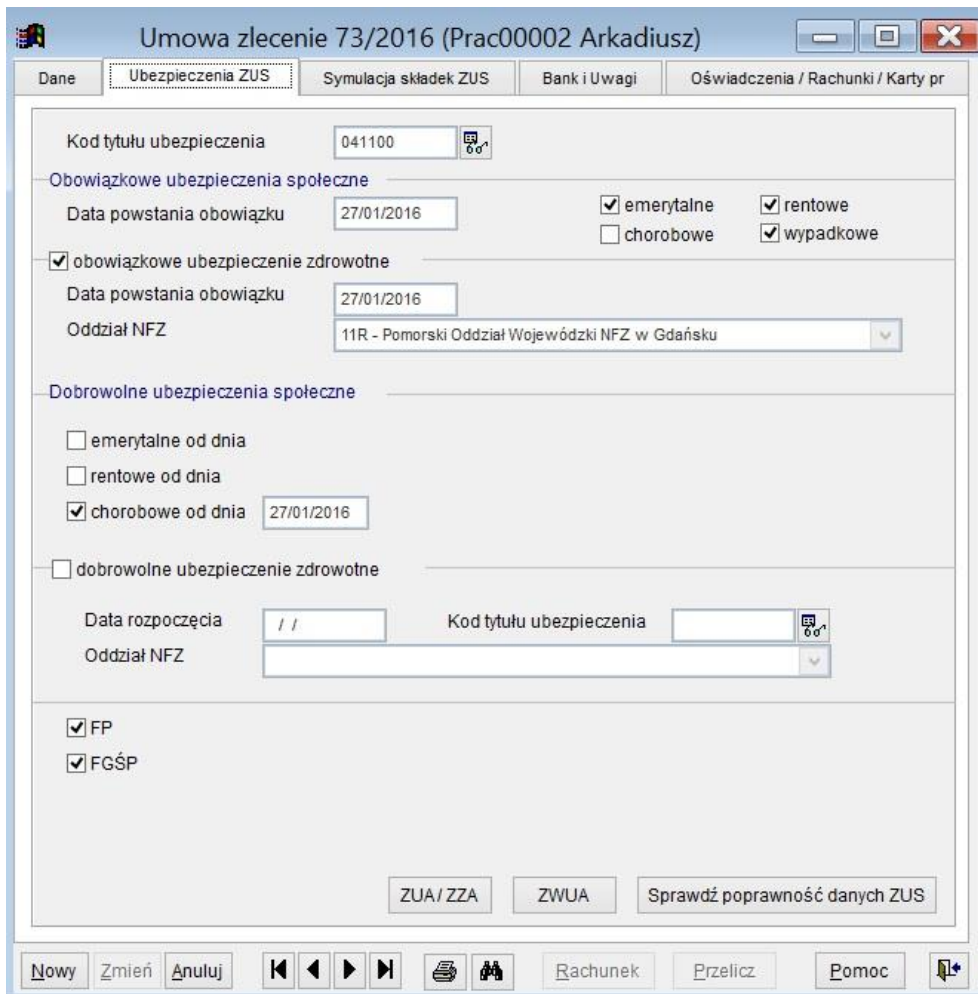 Umowa zlecenie 73/2016 (Prac00002 Arkadiusz)
Dane Ubezpieczenia ZUS Symulacja składek ZUS Bank i Uwagi Oświadczenia / Rachunki / Karty pr
Kod tytułu ubezpieczenia 041100
Obowiązkowe ubezpieczenia społeczne
Data powstania obowiązku 27/01/2016 emerytalne rentowe
chorobowe wypadkowe
obowiązkowe ubezpieczenie zdrowotne
Data powstania obowiązku 27/01/2016
Oddział NFZ 11R - Pomorski Oddział Wojewódzki NFZ w Gdańsku
Dobrowolne ubezpieczenia społeczne
emerytalne od dnia
rentowe od dnia
chorobowe od dnia 27/01/2016
dobrowolne ubezpieczenie zdrowotne
Data rozpoczęcia / / Kod tytułu ubezpieczenia
Oddział NFZ
FP
FGŚP
ZUA / ZZA ZWUA Sprawdź poprawność danych ZUS
Nowy Zmień Anuluj Rachunek Przelicz Pomoc